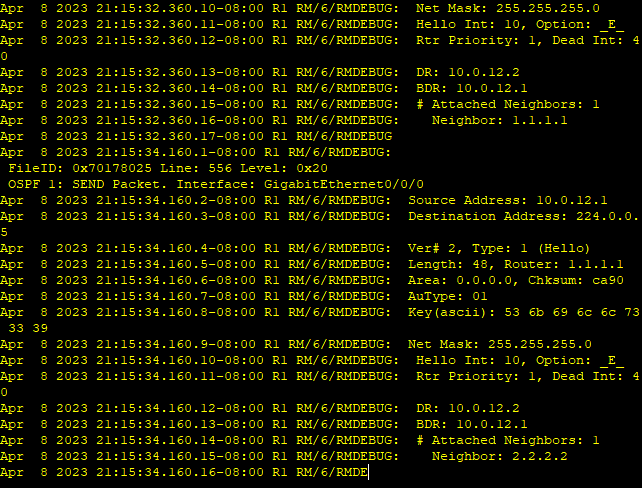 Apr  8 2023 21:15:32.360.10-08:00 R1 RM/6/RMDEBUG:  Net Mask: 255.255.255.0
Apr  8 2023 21:15:32.360.11-08:00 R1 RM/6/RMDEBUG:   Hello Int: 10, Option: _E_
Apr  8 2023 21:15:32.360.12-08:00 R1 RM/6/RMDEBUG:   Rtr Priority: 1, Dead Int: 4
0
Apr  8 2023 21:15:32.360.13-08:00 R1 RM/6/RMDEBUG:   DR: 10.0.12.2
Apr  8 2023 21:15:32.360.14-08:00 R1 RM/6/RMDEBUG:   BDR: 10.0.12.1
Apr  8 2023 21:15:32.360.15-08:00 R1 RM/6/RMDEBUG:   # Attached Neighbors: 1
Apr  8 2023 21:15:32.360.16-08:00 R1 RM/6/RMDEBUG:     Neighbor: 1.1.1.1
Apr  8 2023 21:15:32.360.17-08:00 R1 RM/6/RMDEBUG
Apr  8 2023 21:15:34.160.1-08:00 R1 RM/6/RMDEBUG:
 FileID: 0x70178025 Line: 556 Level: 0x20
 OSPF 1: SEND Packet. Interface: GigabitEthernet0/0/0
Apr  8 2023 21:15:34.160.2-08:00 R1 RM/6/RMDEBUG:  Source Address: 10.0.12.1
Apr  8 2023 21:15:34.160.3-08:00 R1 RM/6/RMDEBUG:  Destination Address: 224.0.0.
5
Apr  8 2023 21:15:34.160.4-08:00 R1 RM/6/RMDEBUG:  Ver# 2, Type: 1 (Hello)
Apr  8 2023 21:15:34.160.5-08:00 R1 RM/6/RMDEBUG:  Length: 48, Router: 1.1.1.1
Apr  8 2023 21:15:34.160.6-08:00 R1 RM/6/RMDEBUG:  Area: 0.0.0.0, Chksum: ca90
Apr  8 2023 21:15:34.160.7-08:00 R1 RM/6/RMDEBUG:  AuType: 01
Apr  8 2023 21:15:34.160.8-08:00 R1 RM/6/RMDEBUG:  Key(ascii): 53 6b 69 6c 6c 73
 33 39
Apr  8 2023 21:15:34.160.9-08:00 R1 RM/6/RMDEBUG:  Net Mask: 255.255.255.0
Apr  8 2023 21:15:34.160.10-08:00 R1 RM/6/RMDEBUG:   Hello Int: 10, Option: _E_
Apr  8 2023 21:15:34.160.11-08:00 R1 RM/6/RMDEBUG:   Rtr Priority: 1, Dead Int: 4
0
Apr  8 2023 21:15:34.160.12-08:00 R1 RM/6/RMDEBUG:   DR: 10.0.12.2
Apr  8 2023 21:15:34.160.13-08:00 R1 RM/6/RMDEBUG:   BDR: 10.0.12.1
Apr  8 2023 21:15:34.160.14-08:00 R1 RM/6/RMDEBUG:   # Attached Neighbors: 1
Apr  8 2023 21:15:34.160.15-08:00 R1 RM/6/RMDEBUG:     Neighbor: 2.2.2.2
Apr  8 2023 21:15:34.160.16-08:00 R1 RM/6/RMDE